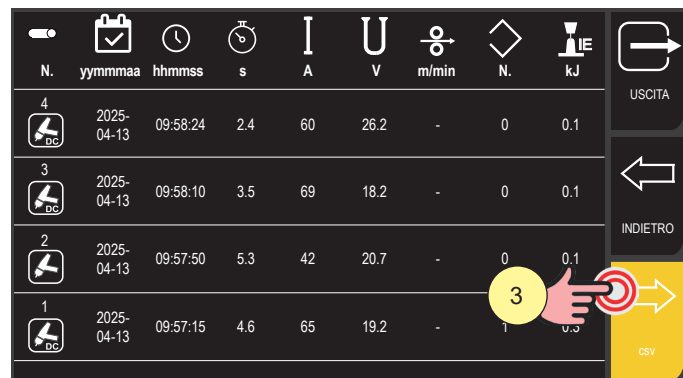 IE
N. yymmmaa hhmmss s A V m/min N. kJ
USCITA
4
DC
2025-
04-13
09:58:24 2.4 60 26.2 - 0 0.1
3
DC
2025-
04-13
09:58:10 3.5 69 18.2 - 0 0.1
INDIETRO
2
2025-
04-13
09:57:50 5.3 42 20.7 - 0 0.1
3
1
DC
2025-
04-13
09:57:15 4.6 65 19.2 - 1
CSV